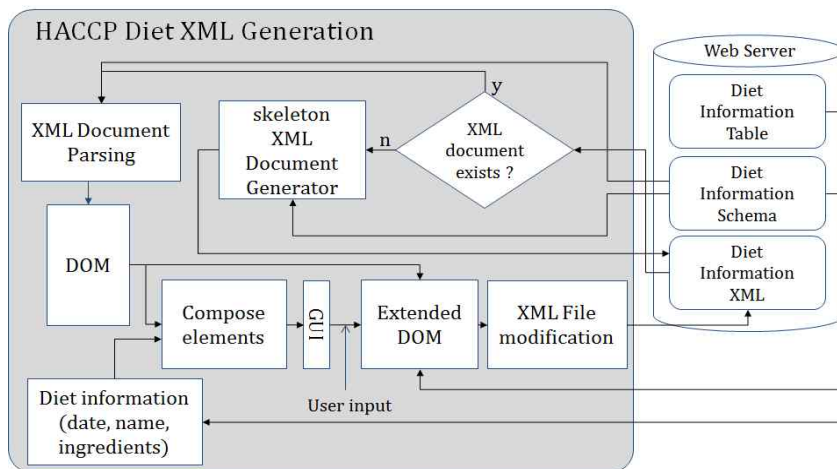 HACCP Diet XML Generation
Web Server
y
XML Document
Parsing
skeleton
XML
Document
Generator
n
XML
document
exists ?
Diet
Information
Table
Diet
Information
Schema
Diet
Information
XML
DOM
Compose
elements
GUI
Extended
DOM
XML File
modification
Diet information
(date, name,
ingredients)
User input